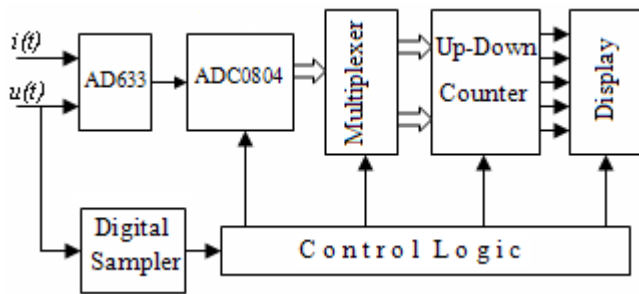 i(t)
u(t)
AD633
ADC0804
Multiplexer
Up-Down
Counter
Display
Digital
Sampler
Control Logic